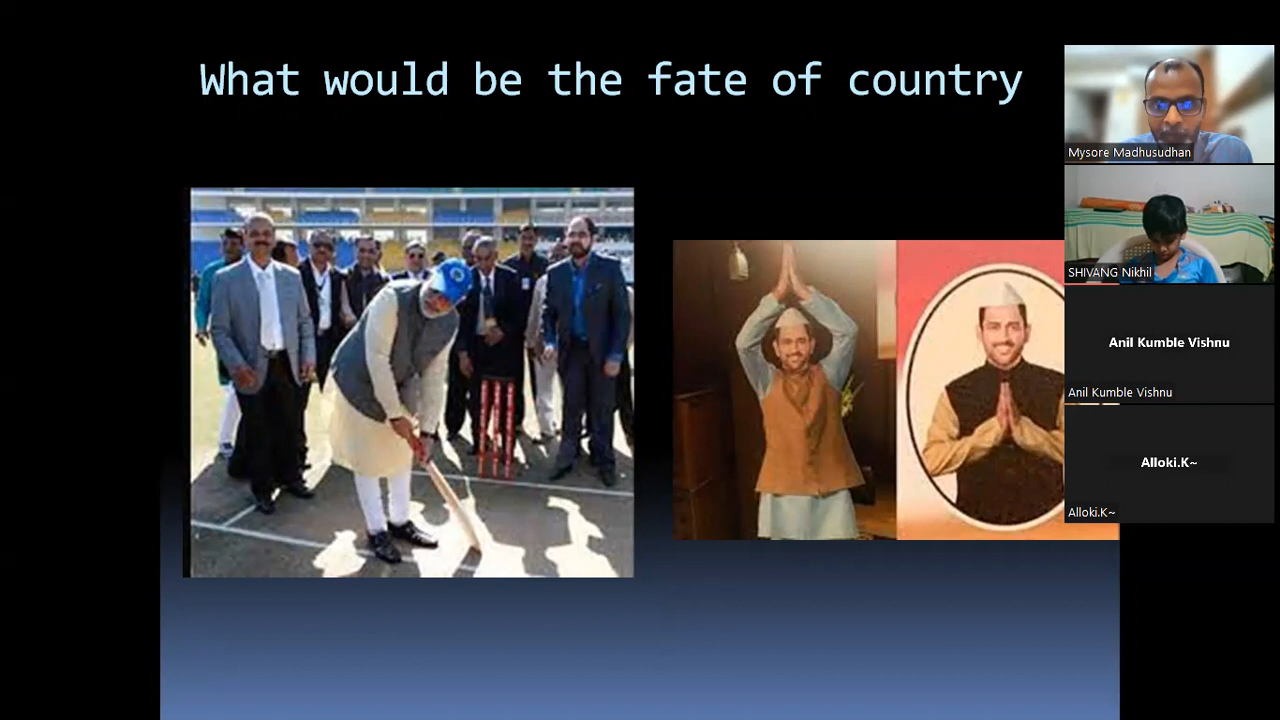 What would be the fate of country
Mysore Madhusudhan
SHIVANG Nikhil
Anil Kumble Vishnu
Anil Kumble Vishnu
Alloki.K~
Alloki.K~